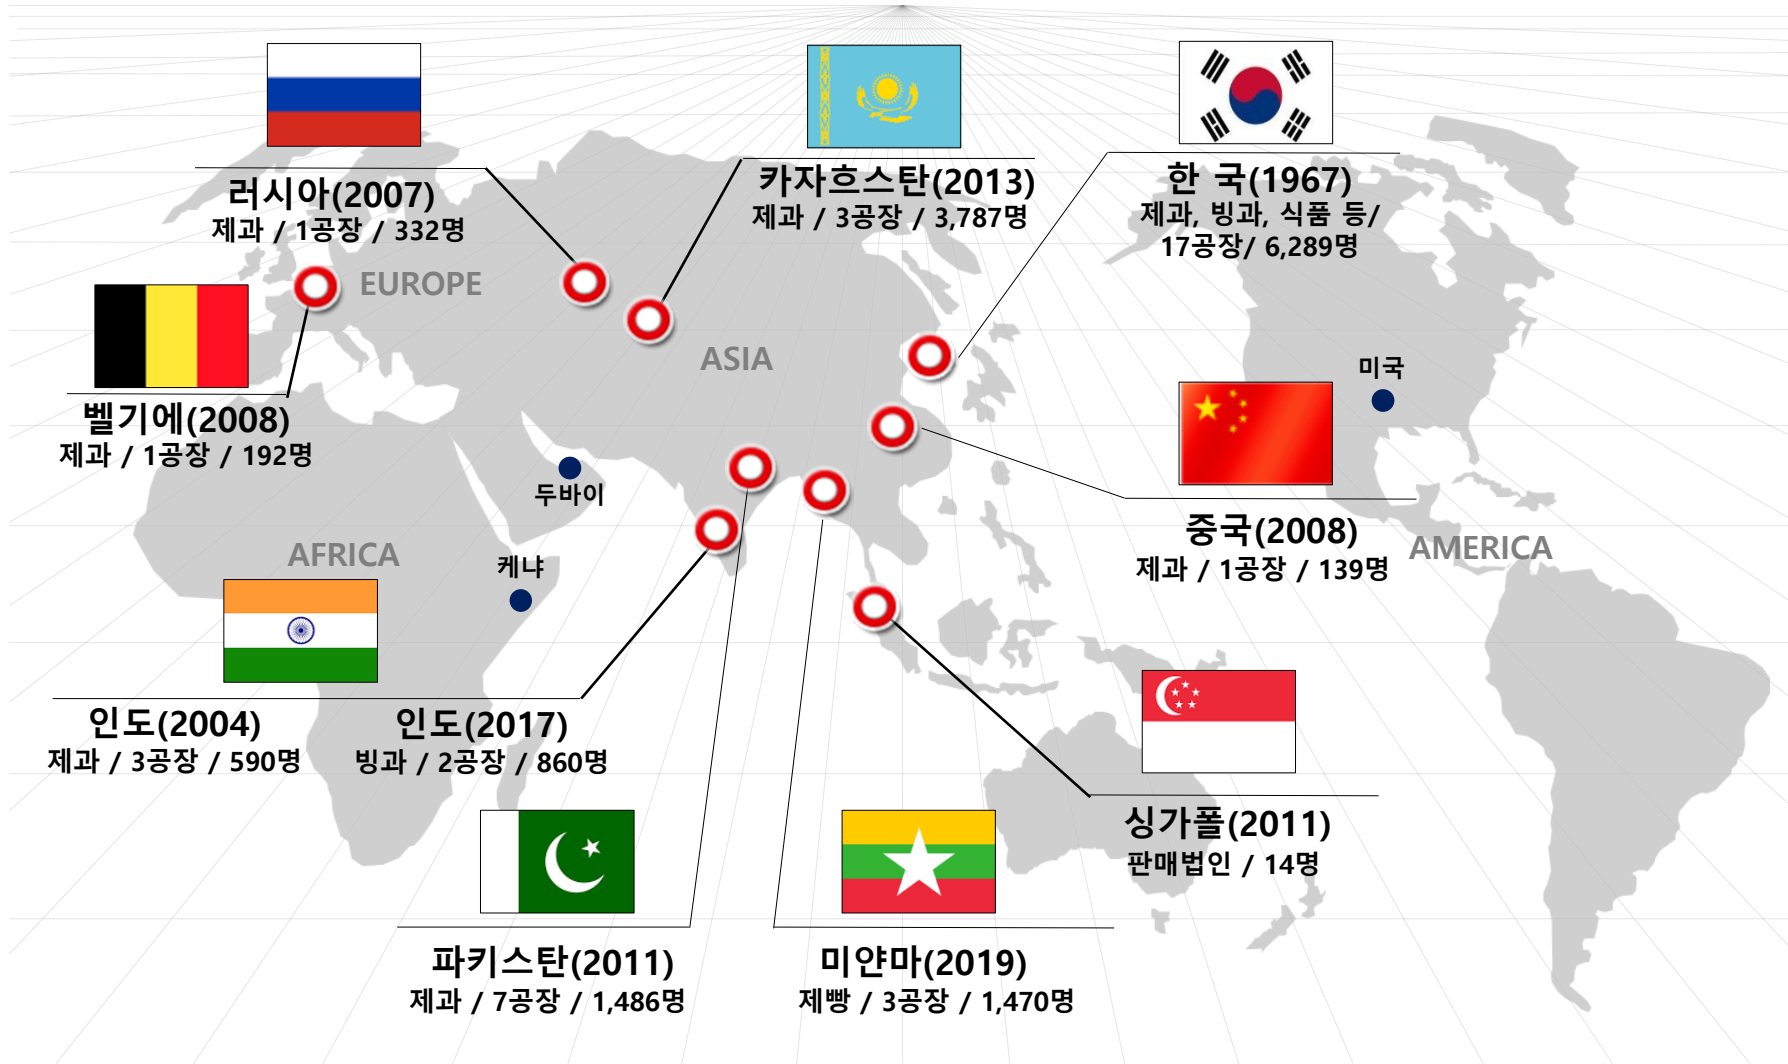 러시아(2007)
제과 / 1공장 / 332명
카자흐스탄(2013)
제과 / 3공장 / 3,787명
한 국(1967)
제과, 빙과, 식품 등/
17공장/ 6,289명
EUROPE
ASIA
미국
벨기에(2008)
제과 / 1공장 / 192명
두바이
중국(2008)
제과 / 1공장 / 139명
AMERICA
AFRICA
케냐
인도(2004)
제과 / 3공장 / 590명
인도(2017)
빙과 / 2공장 / 860명
싱가폴(2011)
판매법인 / 14명
파키스탄(2011)
제과 / 7공장 / 1,486명
미얀마(2019)
제빵 / 3공장 / 1,470명